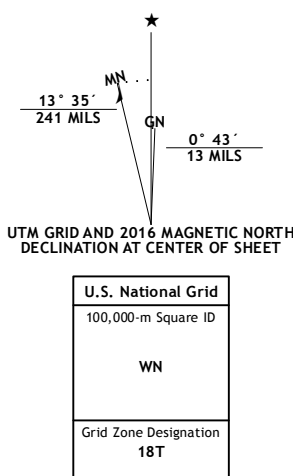 ★
MN
GN
13° 35´
241 MILS
0° 43´
13 MILS
UTM GRID AND 2016 MAGNETIC NORTH
DECLINATION AT CENTER OF SHEET
U.S. National Grid
100,000-m Square ID
WN
Grid Zone Designation
18T